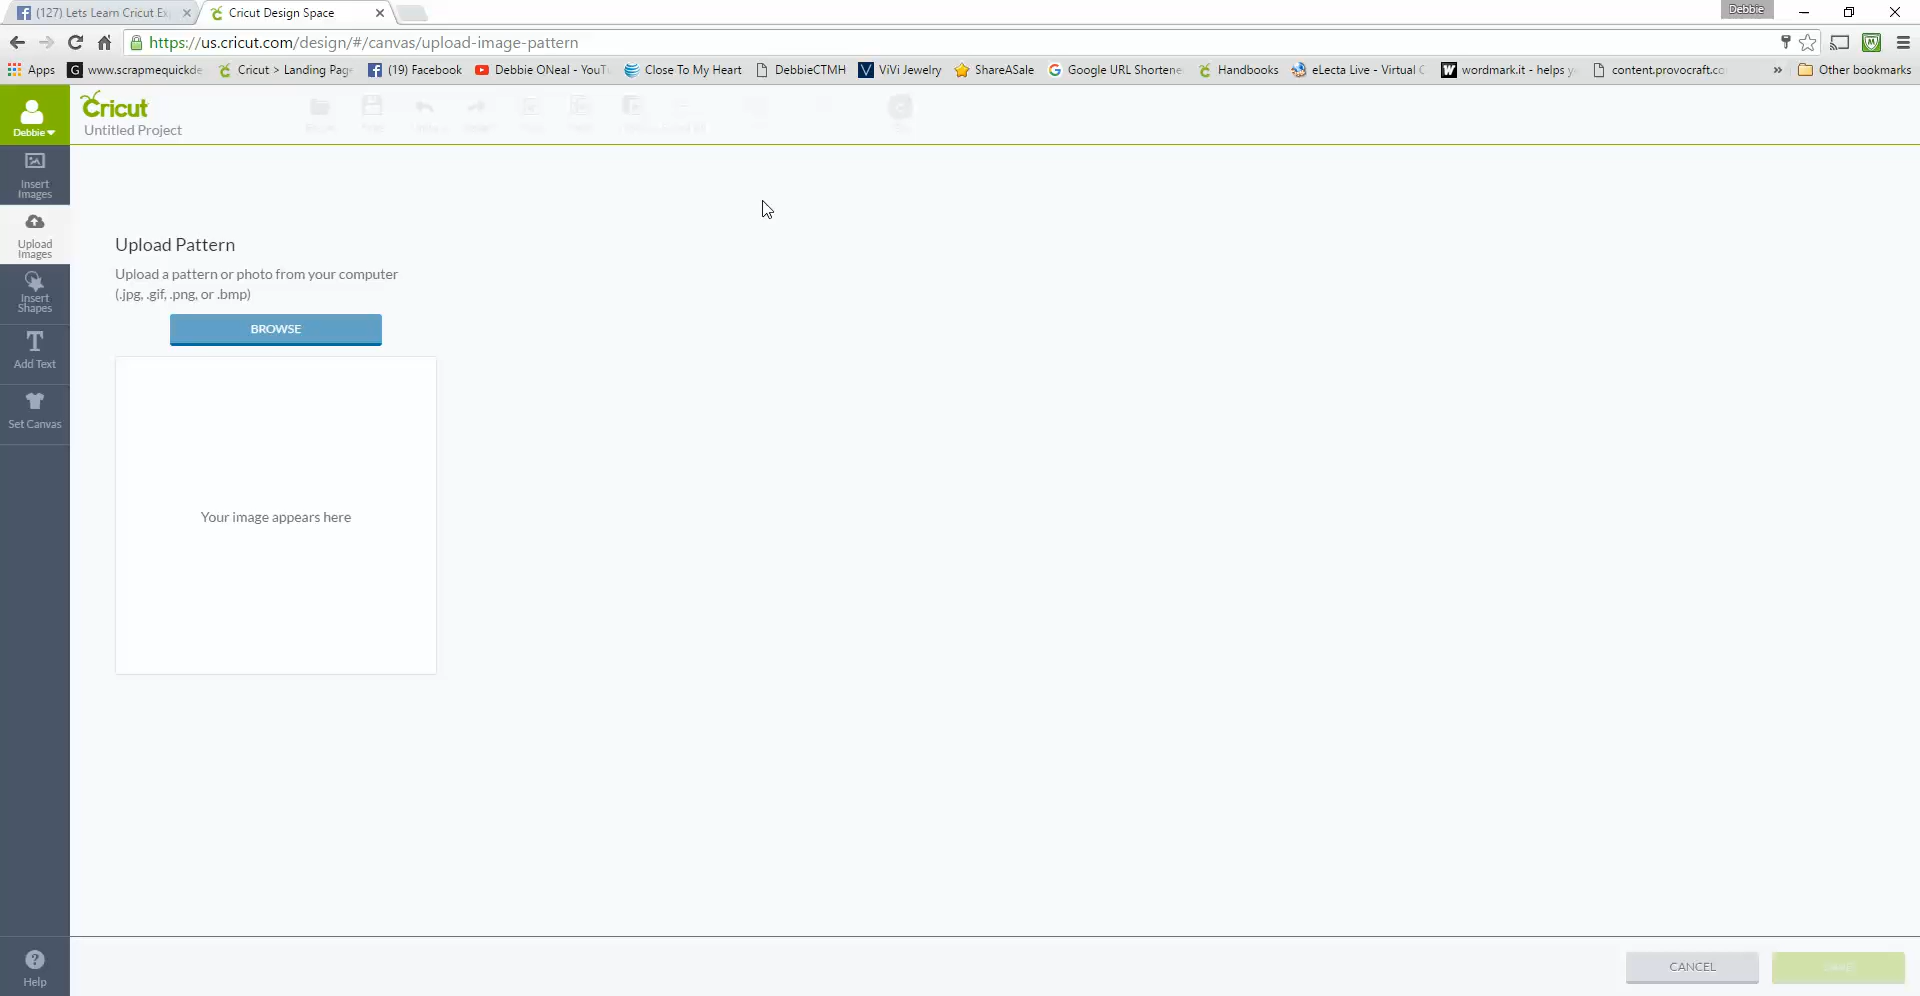 (127) Lets Learn Cricut Ex
Cricut Design Space
Debbie
https://us.cricut.com/design/#/canvas/upload-image-pattern
Apps
www.scrapmequickde
Cricut > Landing Pag
(19) Facebook
Debbie ONeal - YouT
Close To My Heart
DebbieCTMH
ViVi Jewelry
ShareASale
Google URL Shortene
Handbooks
eLecta Live - Virtual C
wordmark.it - helps y
content.provocraft.co
»
Other bookmarks
Debbie
Cricut
Untitled Project
Insert
Images
Upload
Images
Insert
Shapes
Add Text
Set Canvas
Help
Upload Pattern
Upload a pattern or photo from your computer
(.jpg, .gif, .png, or .bmp)
BROWSE
Your image appears here
CANCEL